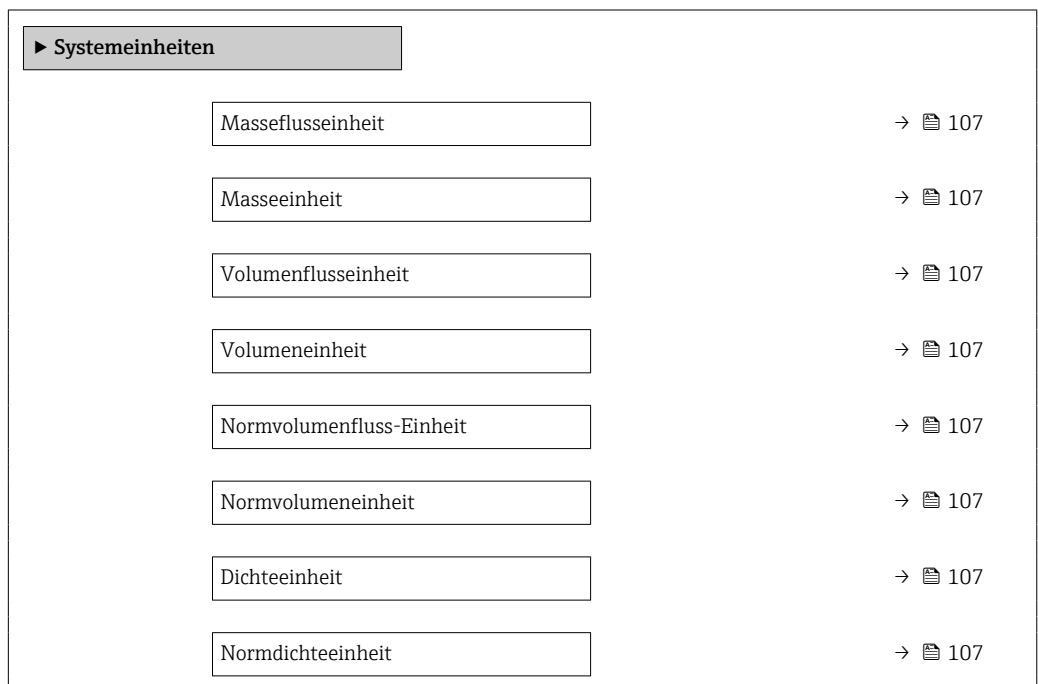 ▶ Systemeinheiten
Masseflusseinheit → 107
Masseeinheit → 107
Volumenflusseinheit → 107
Volumeneinheit → 107
Normvolumenfluss-Einheit → 107
Normvolumeneinheit → 107
Dichteeinheit → 107
Normdichteeinheit → 107